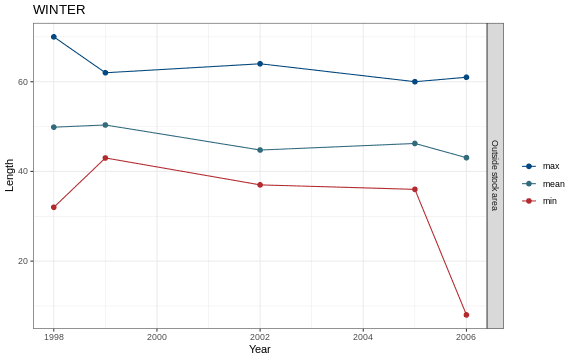 WINTER
60
40
20
Length
1998
2000
2002
2004
2006
Year
Outside stock area
max
mean
min